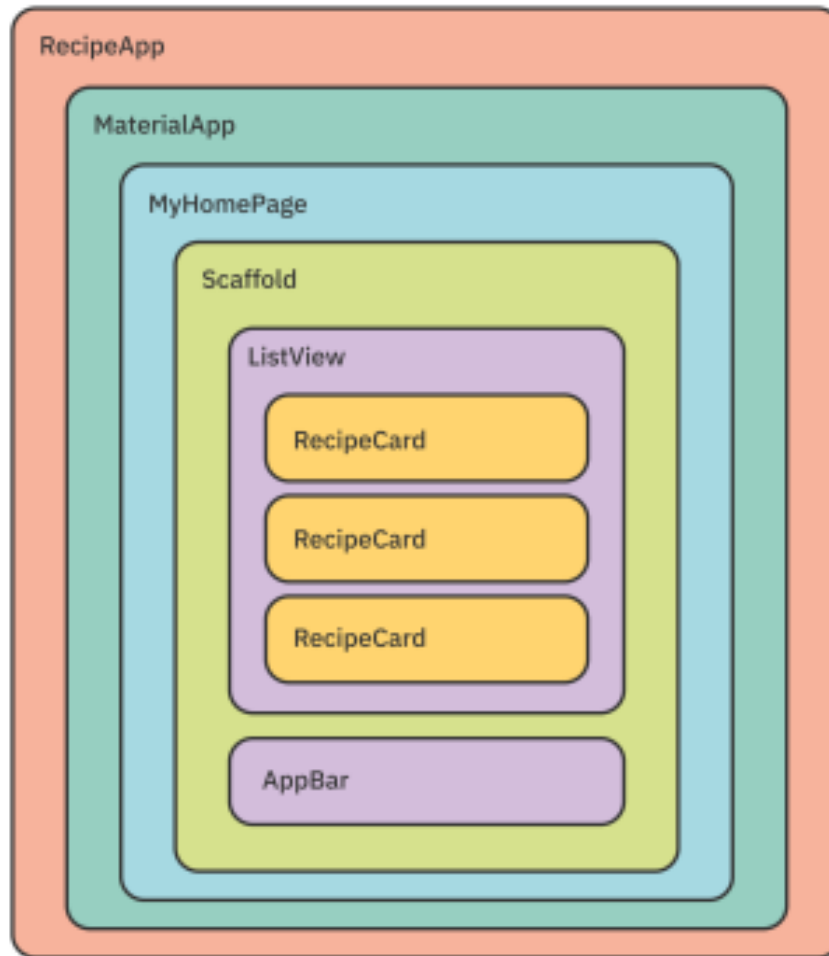 RecipeApp
MaterialApp
MyHomePage
Scaffold
ListView
RecipeCard
RecipeCard
RecipeCard
AppBar